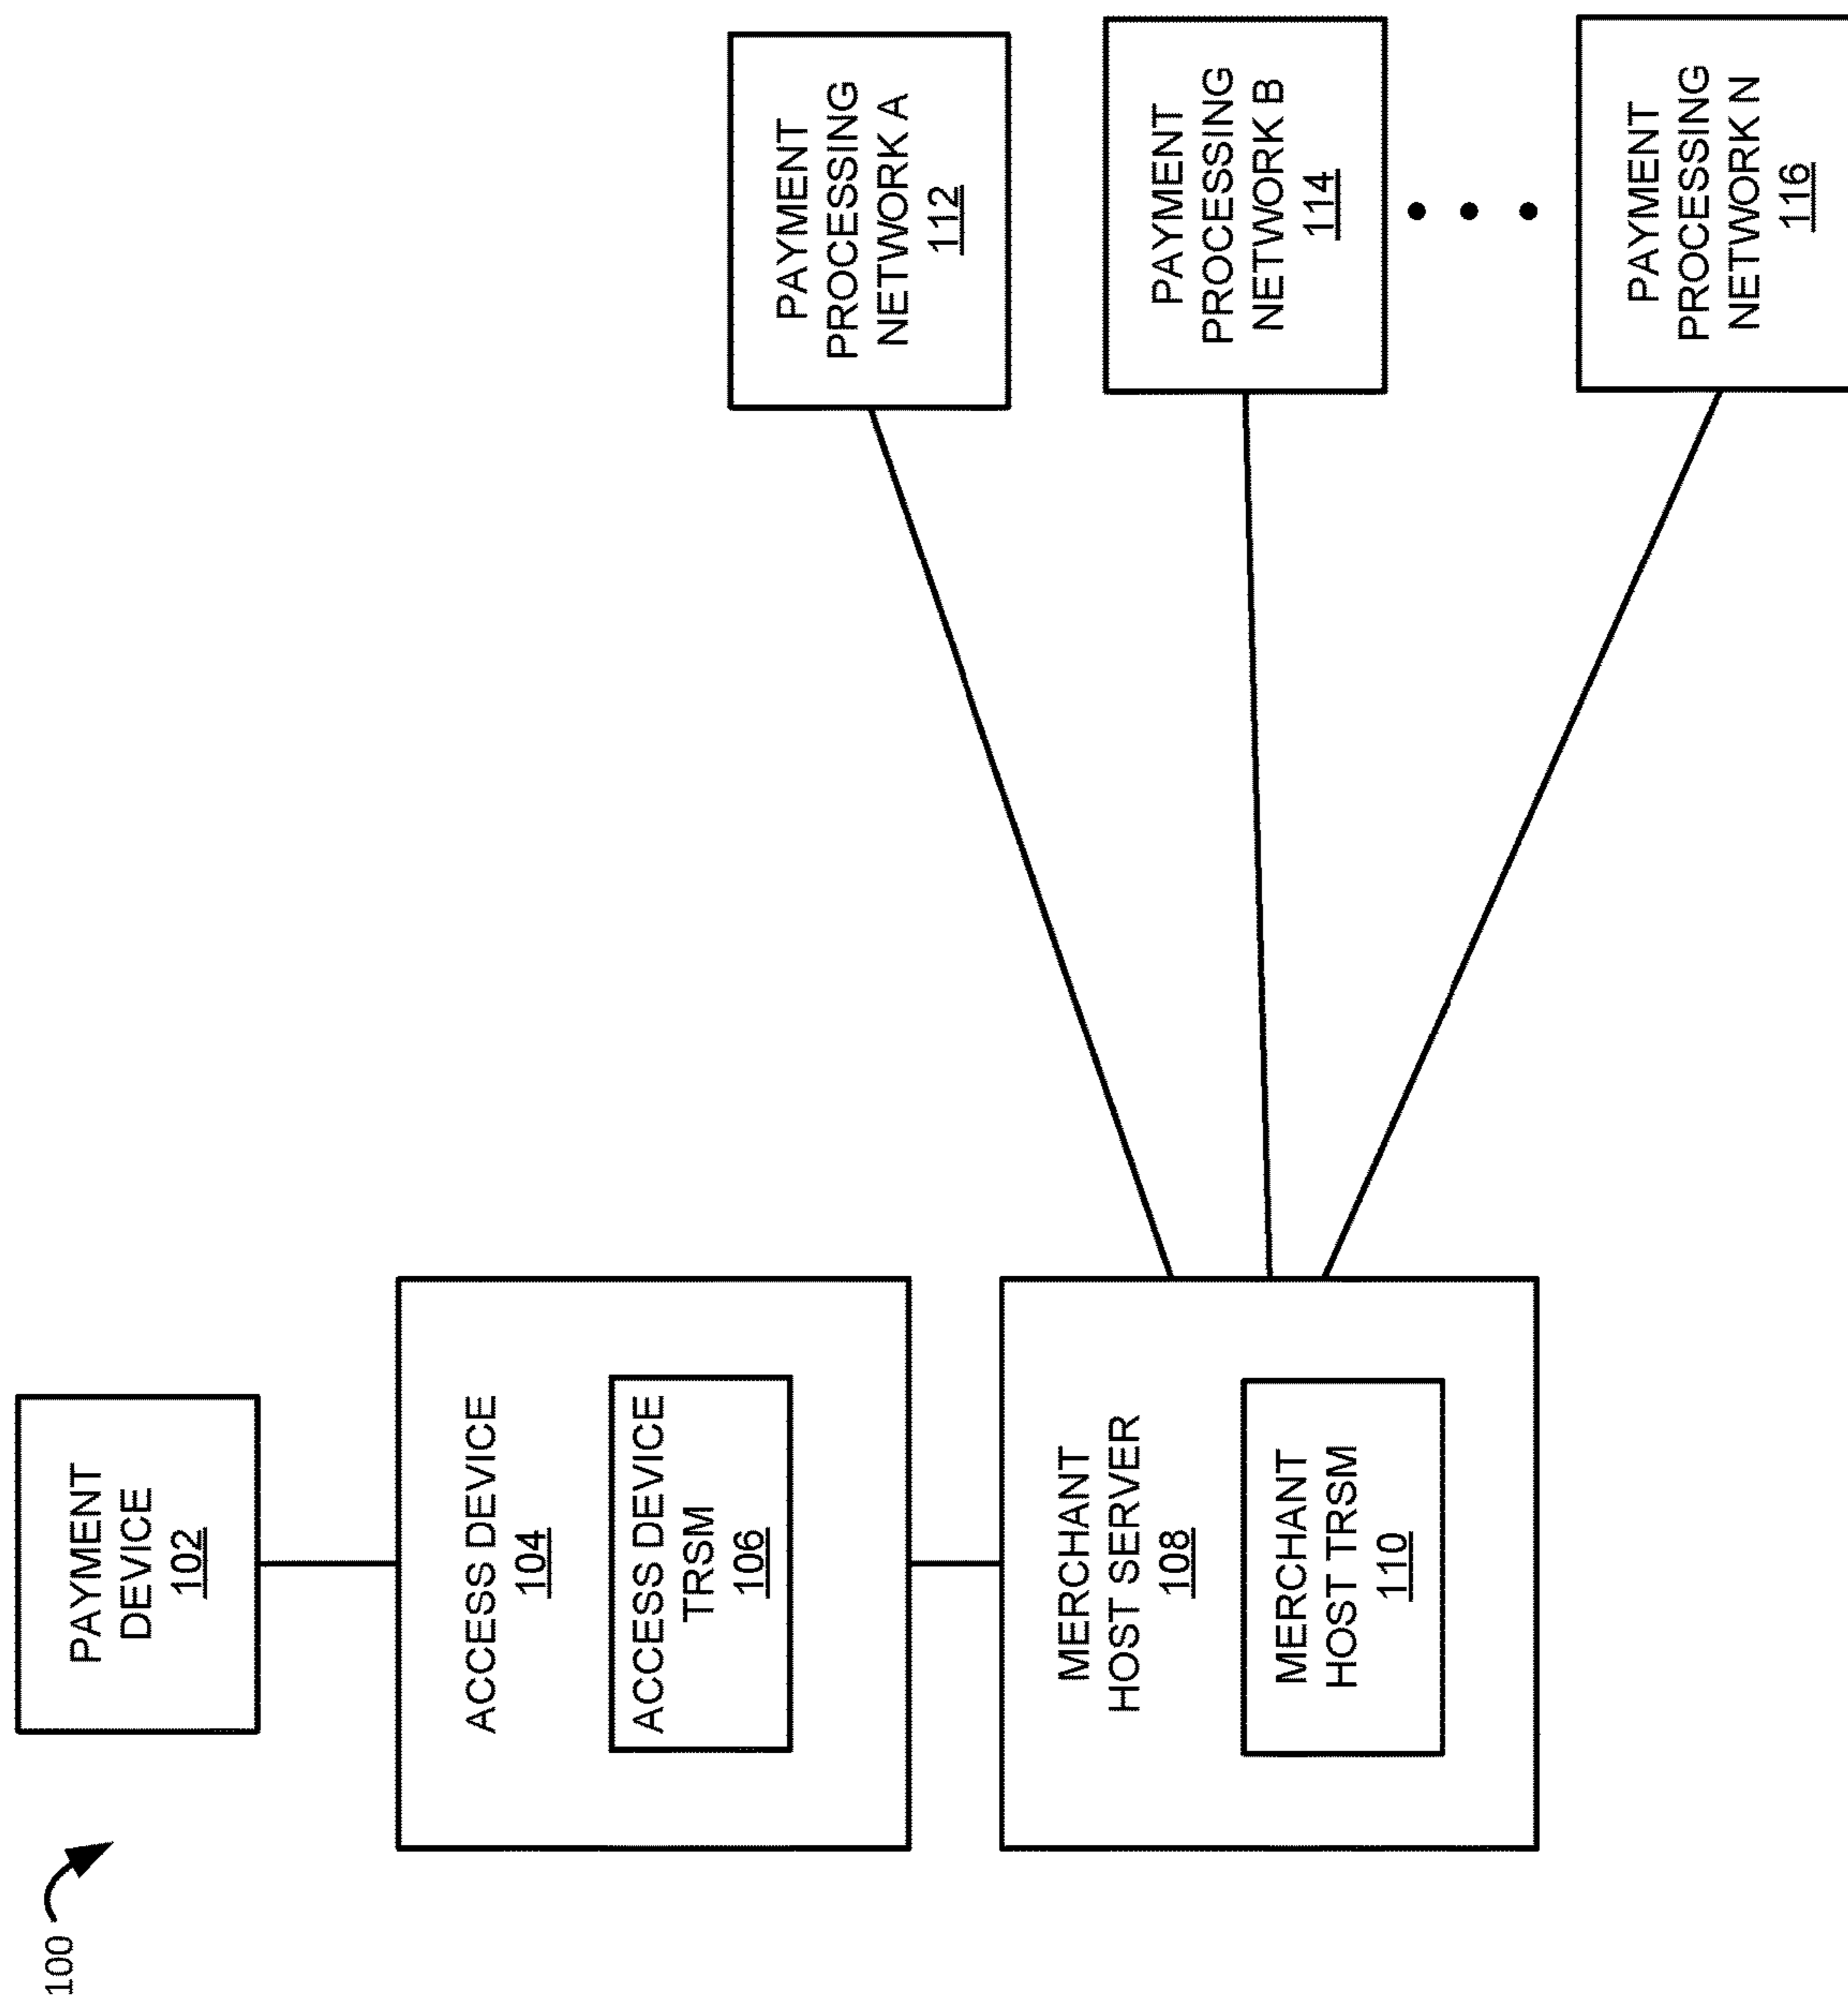 100
PAYMENT
DEVICE
102
ACCESS DEVICE
104
ACCESS DEVICE
TRSM
106
MERCHANT
HOST SERVER
108
MERCHANT
HOST TRSM
110
PAYMENT
PROCESSING
NETWORK A
112
PAYMENT
PROCESSING
NETWORK B
114
PAYMENT
PROCESSING
NETWORK N
116